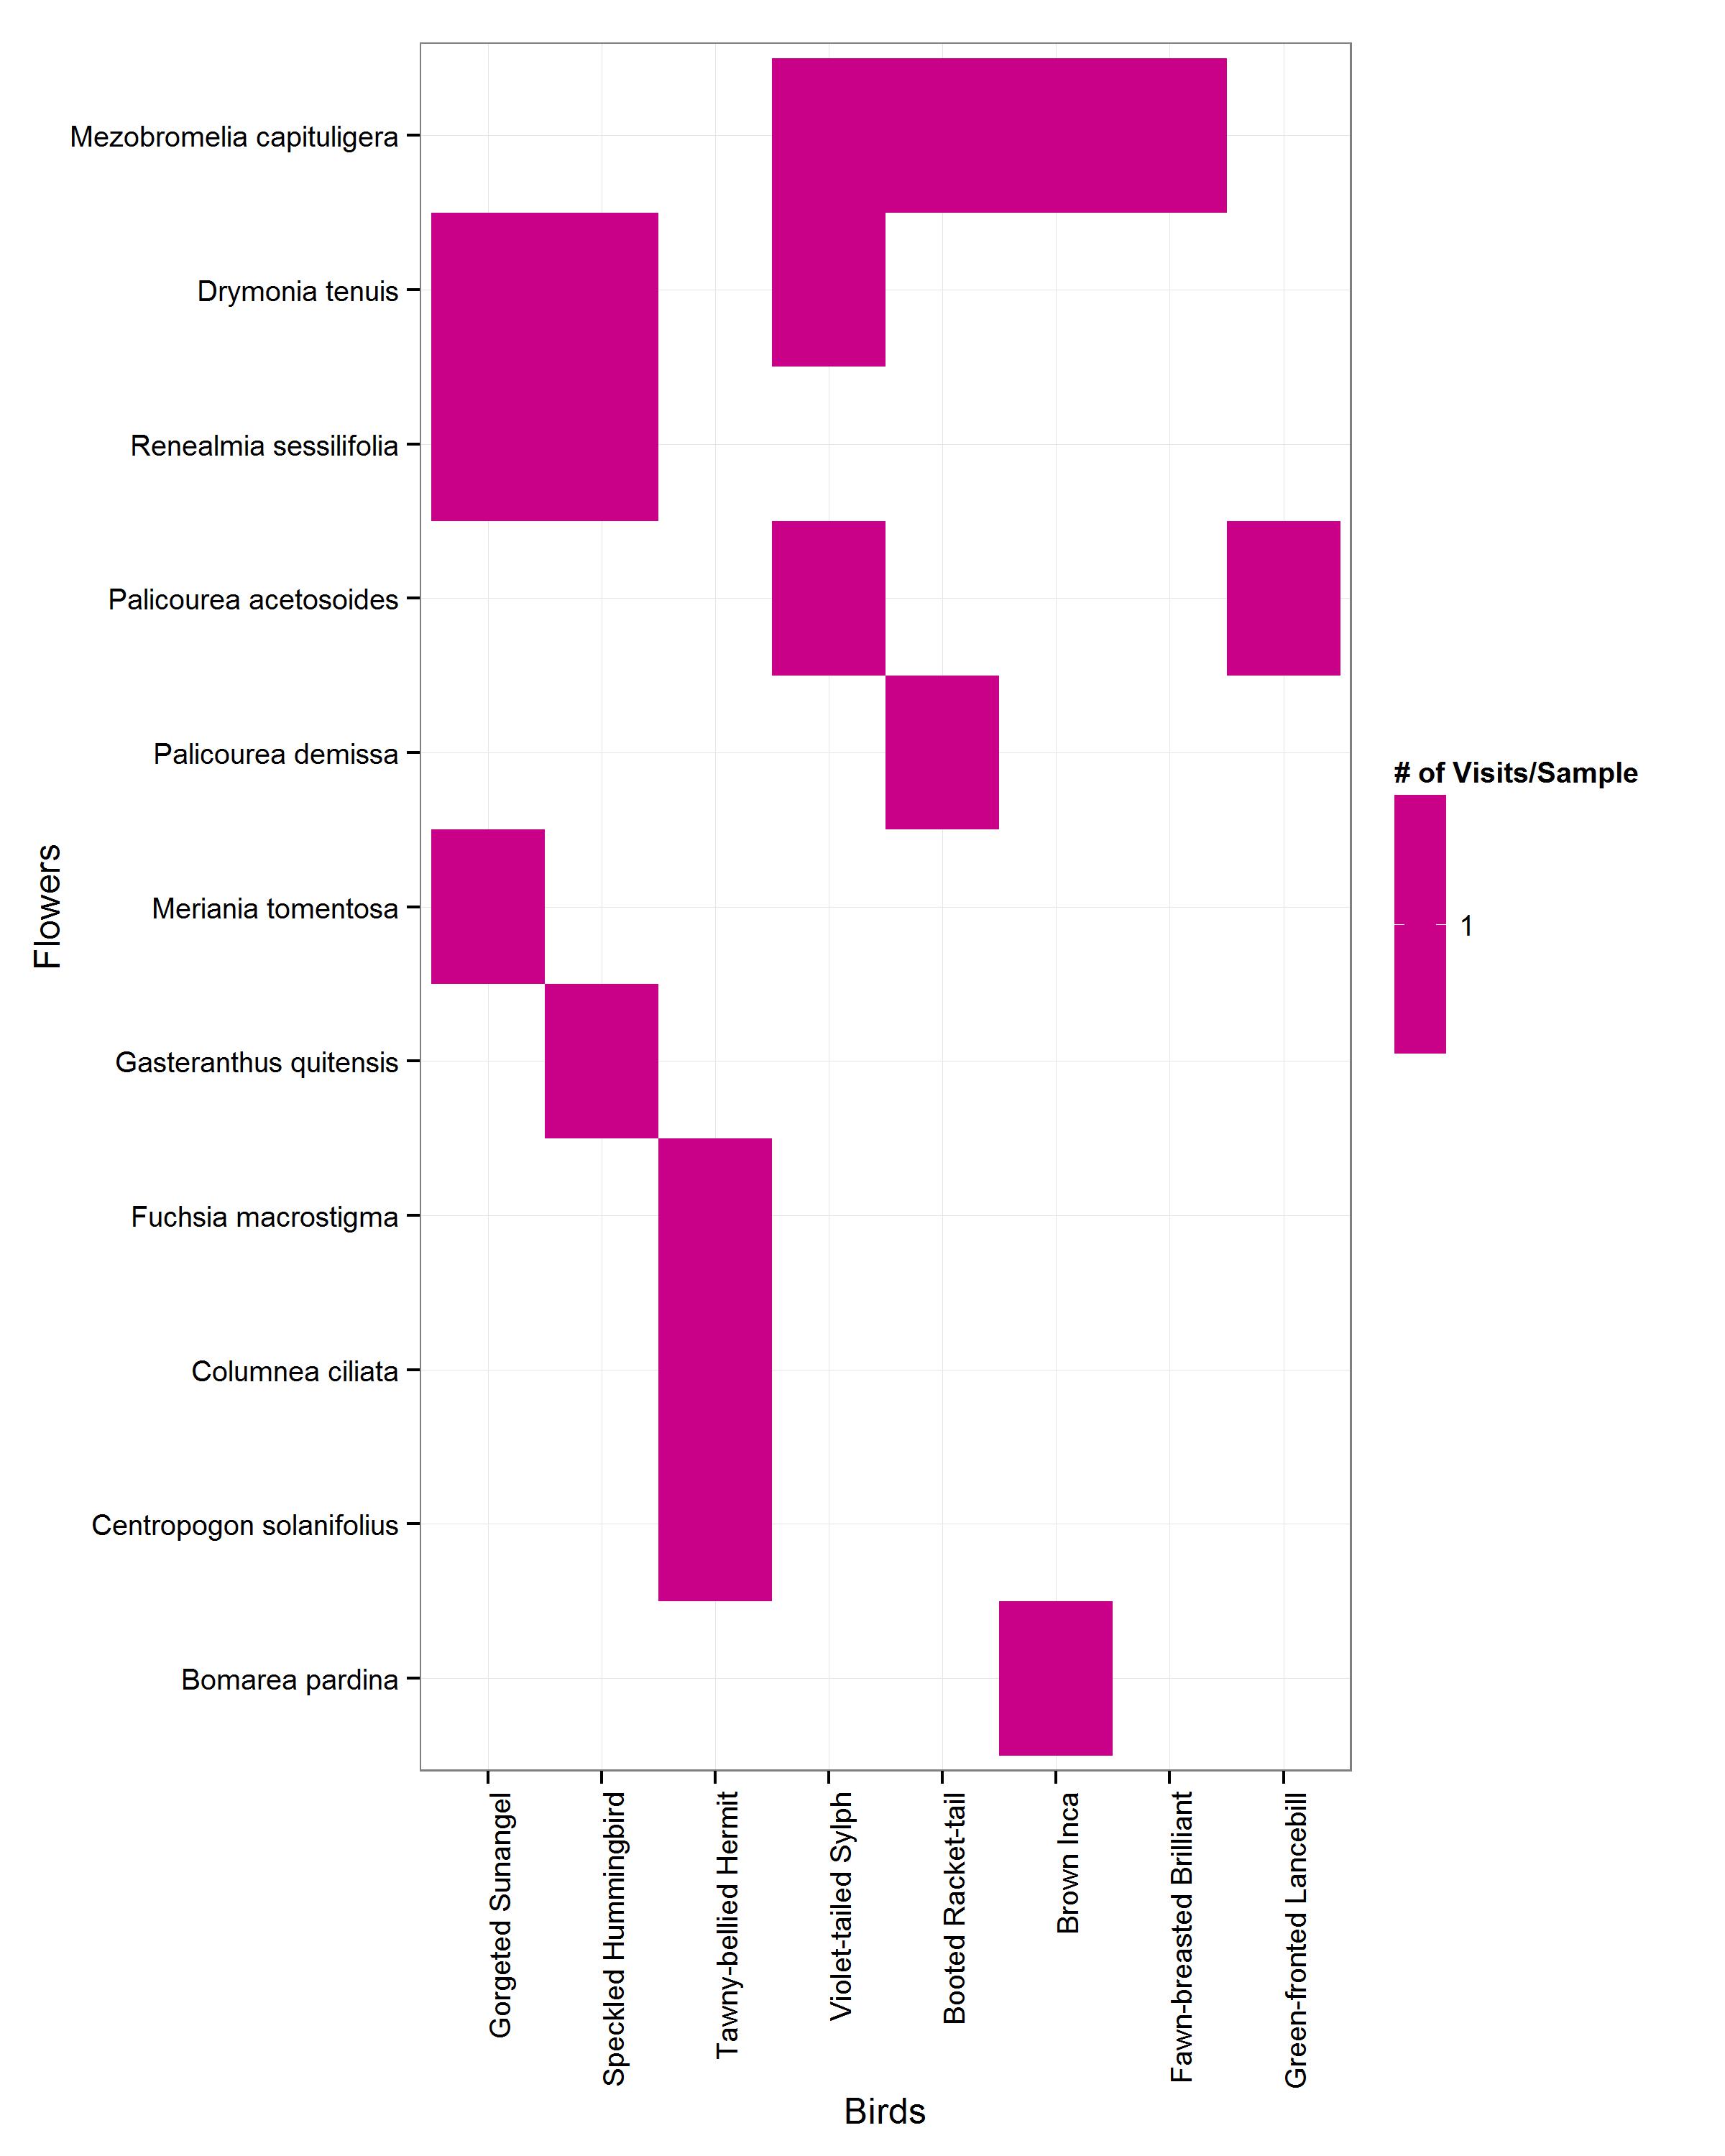 Mezobromelia capituligera
Drymonia tenuis
Renealmia sessilifolia
Palicourea acetosoides
Palicourea demissa
Meriania tomentosa
Gasteranthus quitensis
Fuchsia macrostigma
Columnea ciliata
Centropogon solanifolius
Bomarea pardina
Flowers
# of Visits/Sample
1
Gorgeted Sunangel
Speckled Hummingbird
Tawny-bellied Hermit
Violet-tailed Sylph
Booted Racket-tail
Brown Inca
Fawn-breasted Brilliant
Green-fronted Lancebill
Birds